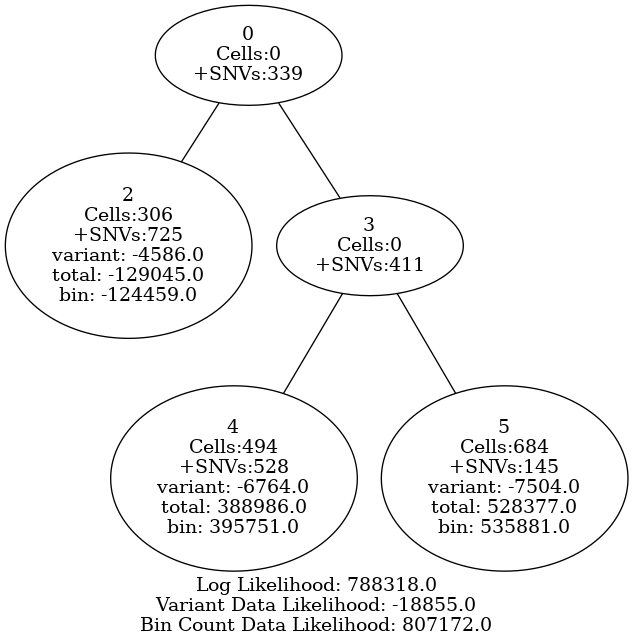 0
Cells:0
+SNVs:339
2
Cells:306
+SNVs:725
variant: -4586.0
total: -129045.0
bin: -124459.0
3
Cells:0
+SNVs:411
4
Cells:494
+SNVs:528
variant: -6764.0
total: 388986.0
bin: 395751.0
5
Cells:684
+SNVs:145
variant: -7504.0
total: 528377.0
bin: 535881.0
Log Likelihood: 788318.0
Variant Data Likelihood: -18855.0
Bin Count Data Likelihood: 807172.0